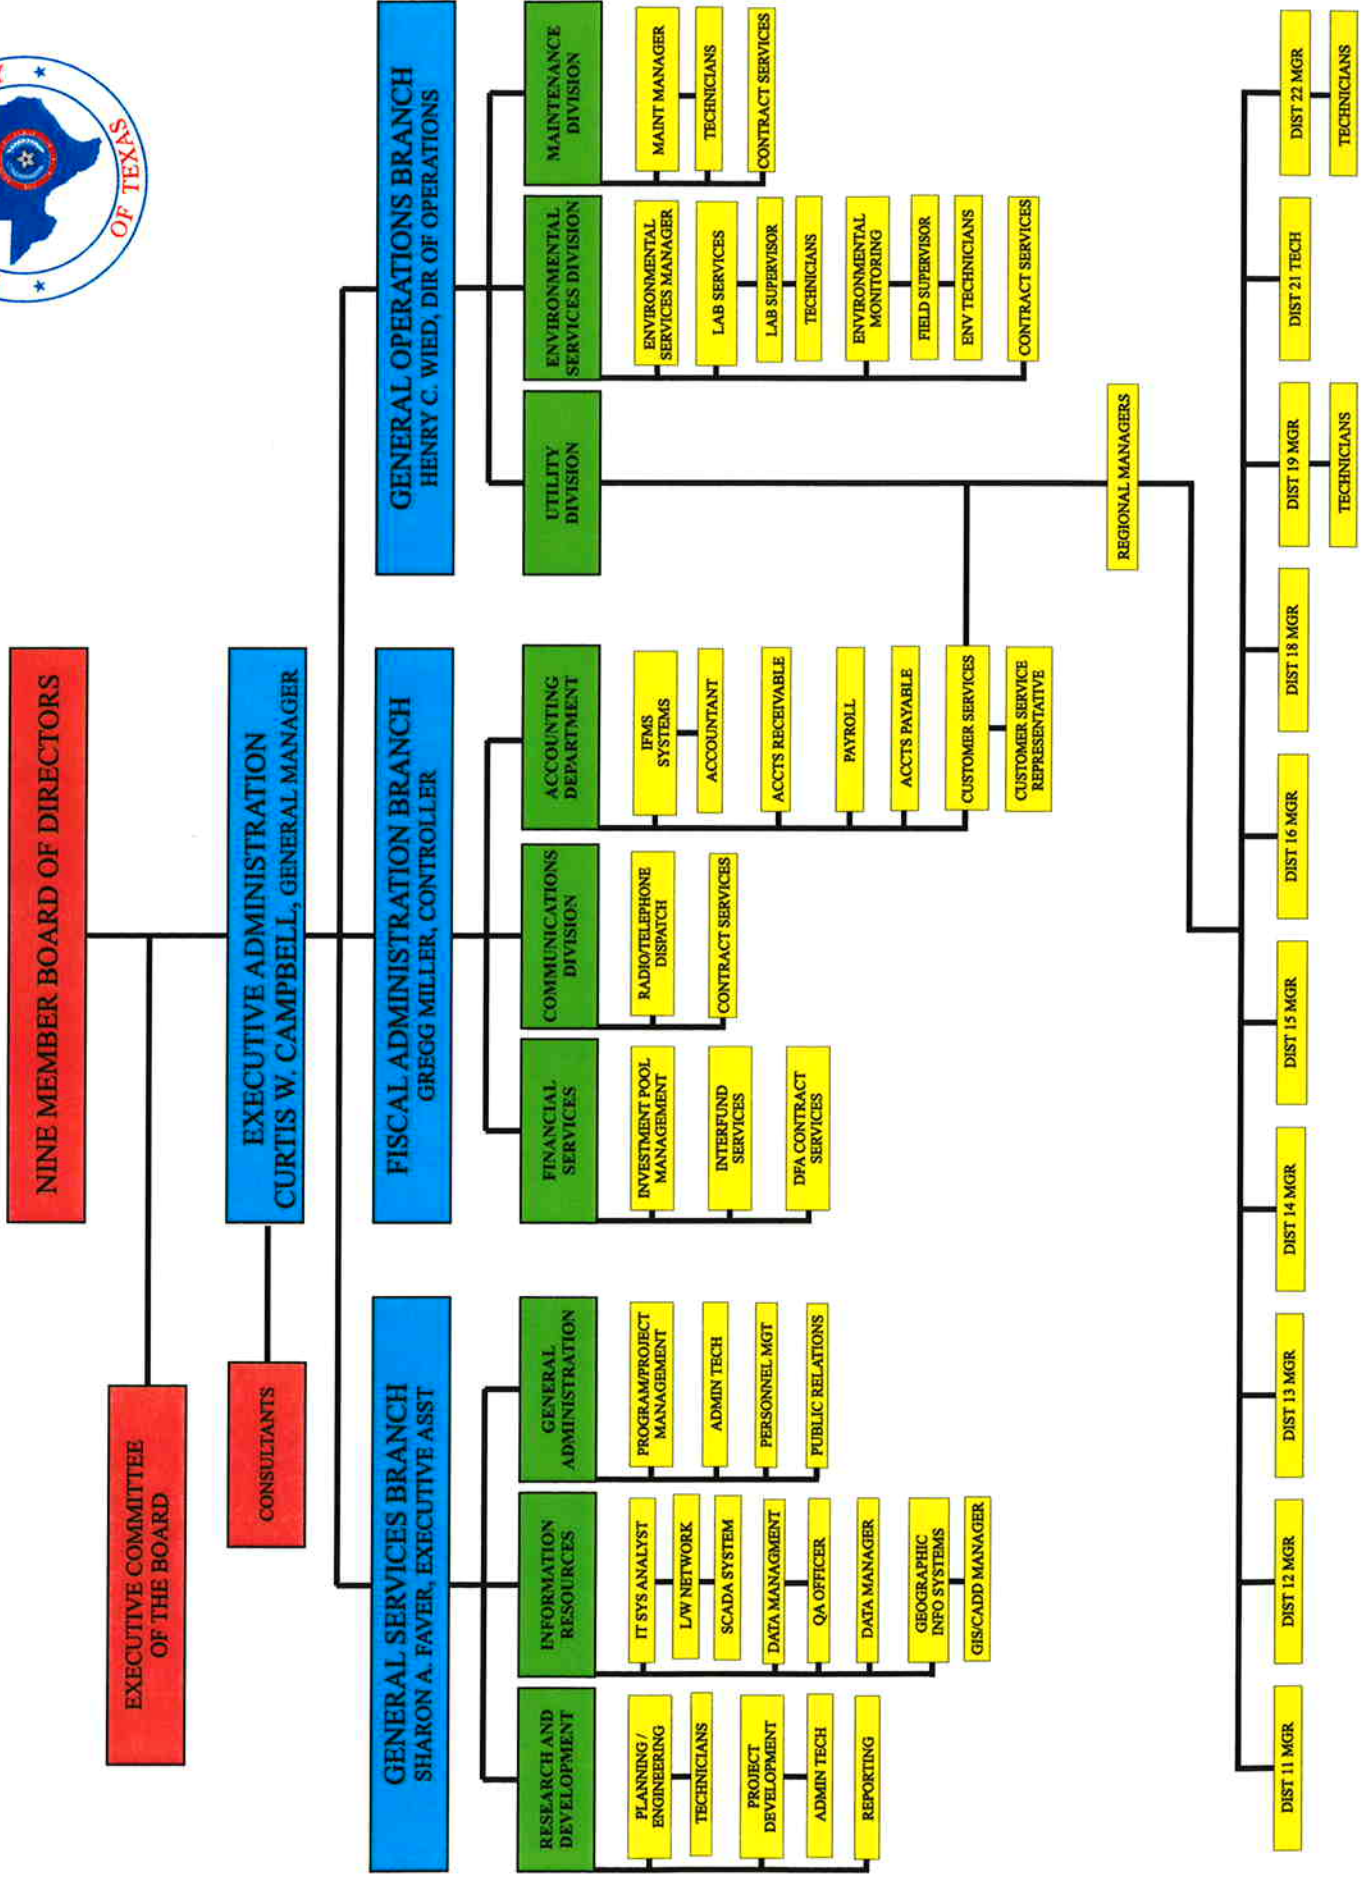 OF TEXAS
NINE MEMBER BOARD OF DIRECTORS
EXECUTIVE COMMITTEE
OF THE BOARD
EXECUTIVE ADMINISTRATION
CURTIS W. CAMPBELL, GENERAL MANAGER
CONSULTANTS
GENERAL SERVICES BRANCH
SHARON A. FAVER, EXECUTIVE ASST
FISCAL ADMINISTRATION BRANCH
GREGG MILLER, CONTROLLER
GENERAL OPERATIONS BRANCH
HENRY C. WIED, DIR OF OPERATIONS
RESEARCH AND
DEVELOPMENT
PLANNING /
ENGINEERING
TECHNICIANS
PROJECT
DEVELOPMENT
ADMIN TECH
REPORTING
INFORMATION
RESOURCES
IT SYS ANALYST
L/W NETWORK
SCADA SYSTEM
DATA MANAGMENT
QA OFFICER
DATA MANAGER
GEOGRAPHIC
INFO SYSTEMS
GIS/CADD MANAGER
GENERAL
ADMINISTRATION
PROGRAM/PROJECT
MANAGEMENT
ADMIN TECH
PERSONNEL MGT
PUBLIC RELATIONS
FINANCIAL
SERVICES
INVESTMENT POOL
MANAGEMENT
INTERFUND
SERVICES
DFA CONTRACT
SERVICES
COMMUNICATIONS
DIVISION
RADIO/TELEPHONE
DISPATCH
CONTRACT SERVICES
ACCOUNTING
DEPARTMENT
IFMS
SYSTEMS
ACCOUNTANT
ACCTS RECEIVABLE
PAYROLL
ACCTS PAYABLE
CUSTOMER SERVICES
CUSTOMER SERVICE
REPRESENTATIVE
UTILITY
DIVISION
REGIONAL MANAGERS
ENVIRONMENTAL
SERVICES DIVISION
ENVIRONMENTAL
SERVICES MANAGER
LAB SERVICES
LAB SUPERVISOR
TECHNICIANS
ENVIRONMENTAL
MONITORING
FIELD SUPERVISOR
ENV TECHNICIANS
CONTRACT SERVICES
MAINTENANCE
DIVISION
MAINT MANAGER
TECHNICIANS
CONTRACT SERVICES
DIST 11 MGR
DIST 12 MGR
DIST 13 MGR
DIST 14 MGR
DIST 15 MGR
DIST 16 MGR
DIST 18 MGR
DIST 19 MGR
TECHNICIANS
DIST 21 TECH
DIST 22 MGR
TECHNICIANS